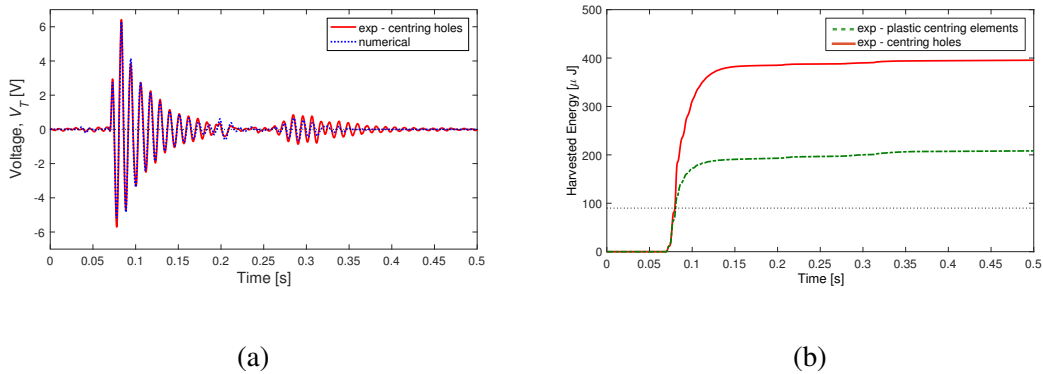 exp - centring holes
numerical
Voltage, V_T [V]
6
4
2
0
-2
-4
-6
0 0.05 0.1 0.15 0.2 0.25 0.3 0.35 0.4 0.45 0.5
Time [s]
(a)
exp - plastic centring elements
exp - centring holes
Harvested Energy [μ J]
500
400
300
200
100
0
0 0.05 0.1 0.15 0.2 0.25 0.3 0.35 0.4 0.45 0.5
Time [s]
(b)